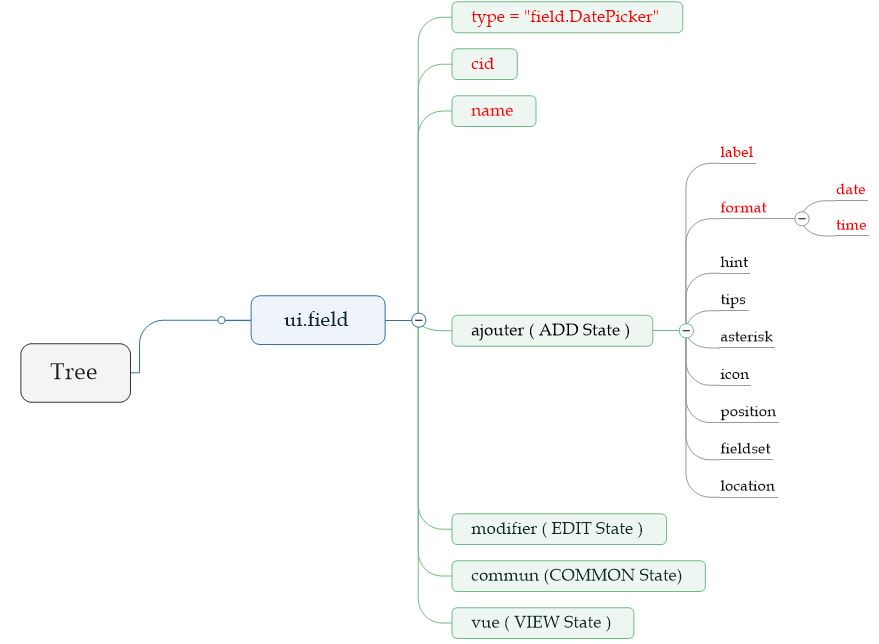 type = "field.DatePicker"
cid
name
label
date
format
time
hint
tips
ui.field
ajouter ( ADD State )
asterisk
Tree
icon
position
fieldset
location
modifier ( EDIT State )
commun (COMMON State)
vue ( VIEW State )